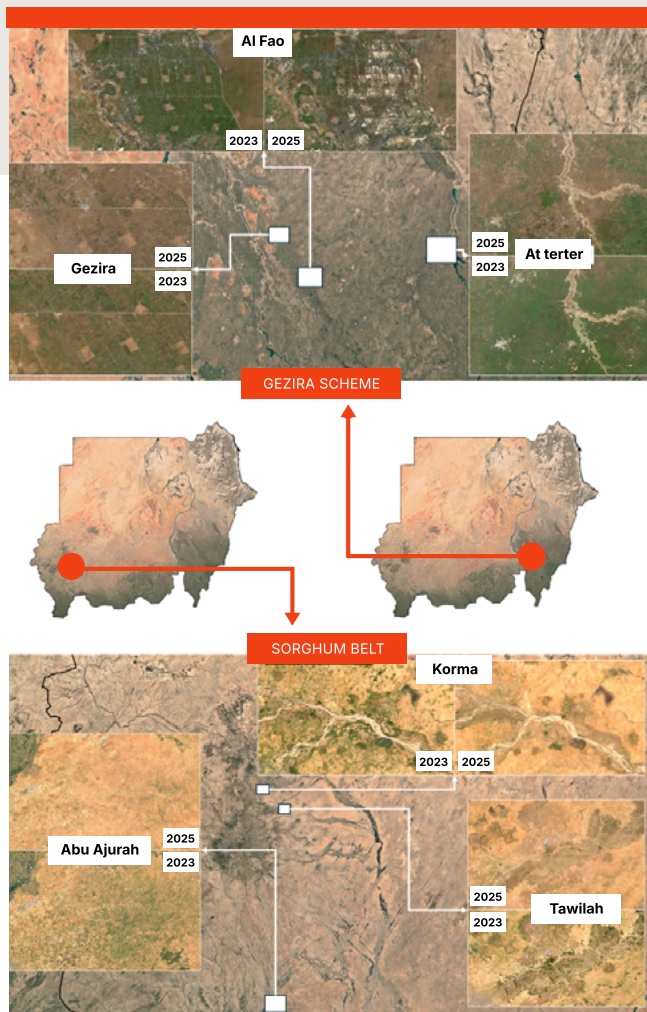 Al Fao
2023
2025
Gezira
2025
2023
At terter
2025
2023
GEZIRA SCHEME
SORGHUM BELT
Korma
2023
2025
Abu Ajurah
2025
2023
Tawilah
2025
2023